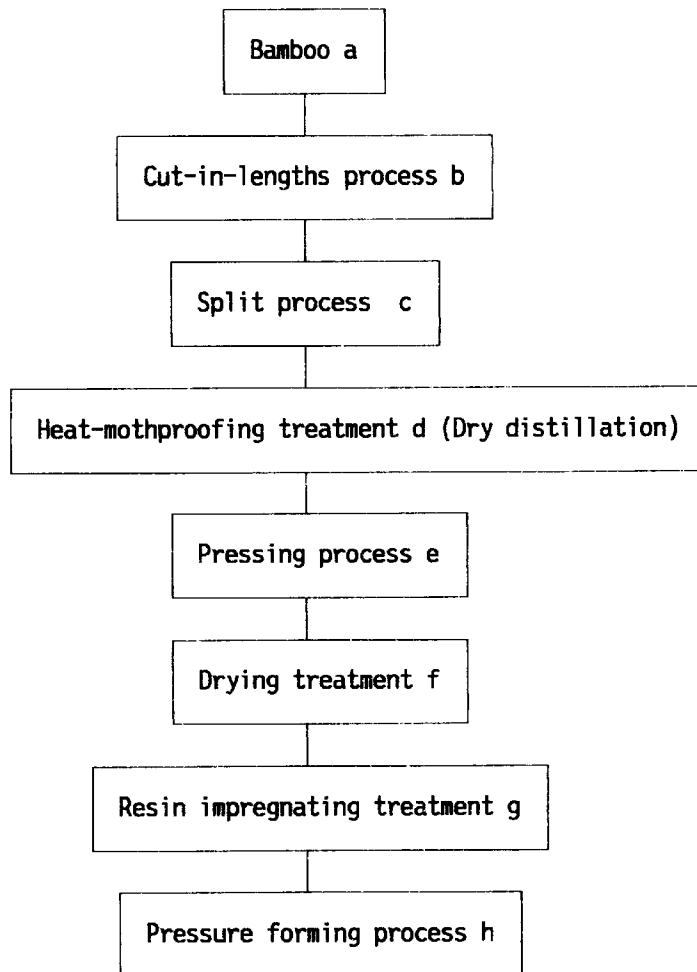 Bamboo a
Cut-in-lengths process b
Split process c
Heat-mothproofing treatment d (Dry distillation)
Pressing process e
Drying treatment f
Resin impregnating treatment g
Pressure forming process h